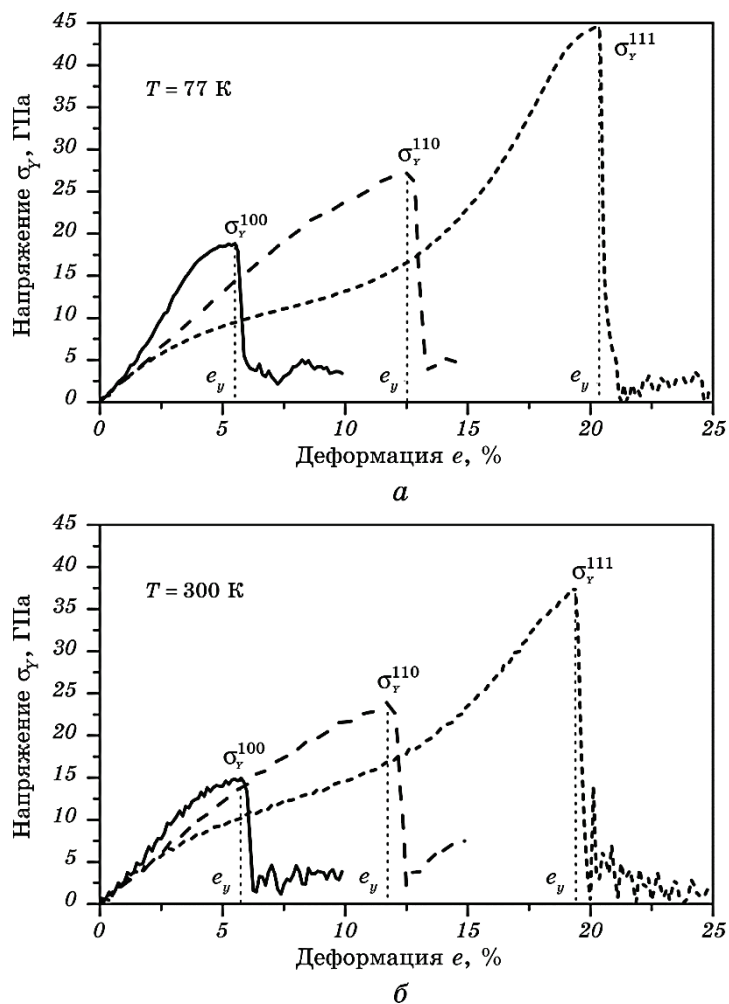 45
40
35
30
25
20
15
10
5
0
Напряжение σ_Y, ГПа
T = 77 К
σ_Y^100
σ_Y^110
σ_Y^111
e_y
e_y
e_y
0 5 10 15 20 25
Деформация e, %
а
45
40
35
30
25
20
15
10
5
0
Напряжение σ_Y, ГПа
T = 300 К
σ_Y^100
σ_Y^110
σ_Y^111
e_y
e_y
e_y
0 5 10 15 20 25
Деформация e, %
б